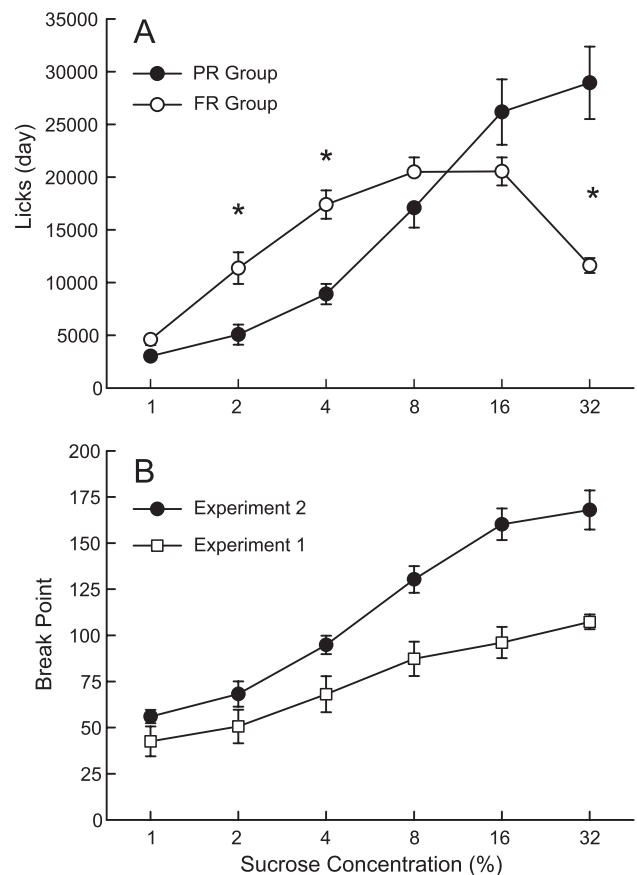 A
PR Group
FR Group
Licks (day)
35000
30000
25000
20000
15000
10000
5000
0
*
*
*
1 2 4 8 16 32
B
Experiment 2
Experiment 1
Break Point
200
175
150
125
100
75
50
25
0
1 2 4 8 16 32
Sucrose Concentration (%)